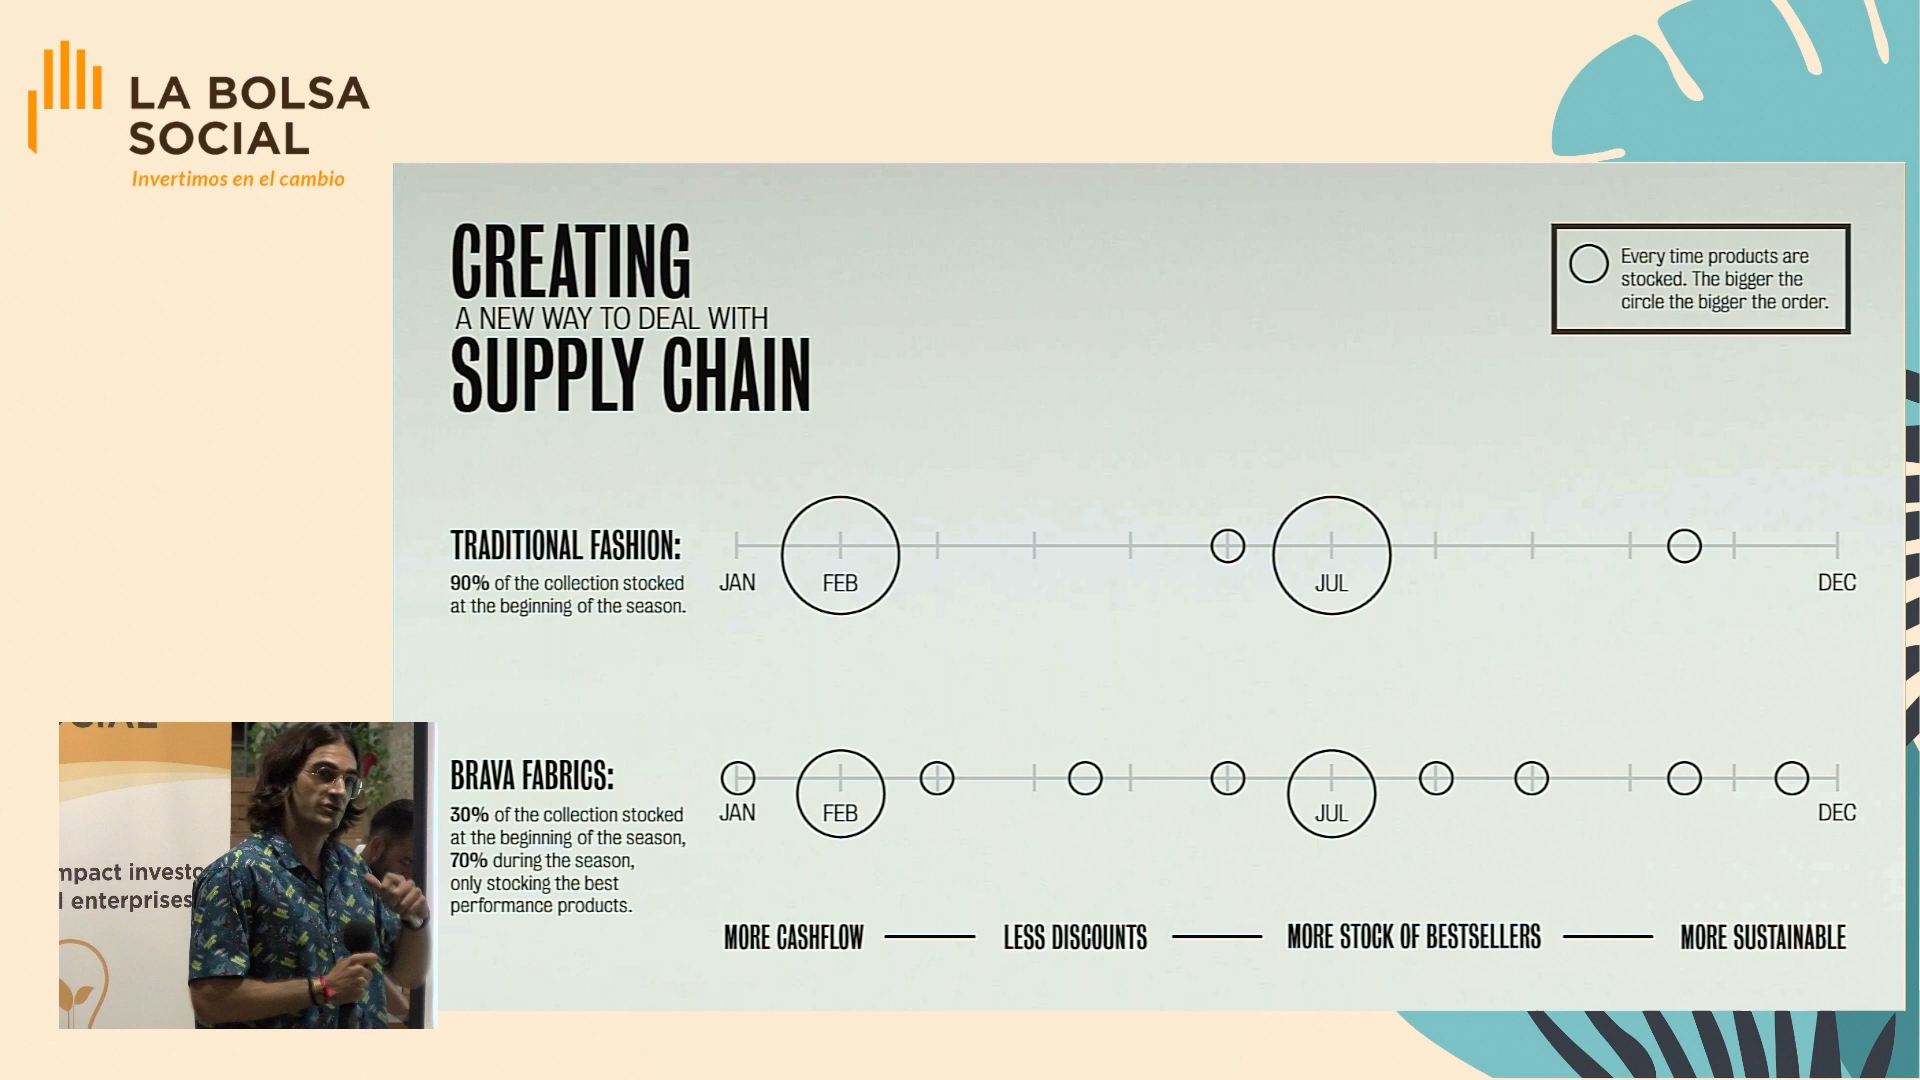 LA BOLSA
SOCIAL
Invertimos en el cambio
CREATING
A NEW WAY TO DEAL WITH
SUPPLY CHAIN
Every time products are
stocked. The bigger the
circle the bigger the order.
TRADITIONAL FASHION:
90% of the collection stocked
at the beginning of the season.
JAN
FEB
JUL
DEC
BRAVA FABRICS:
30% of the collection stocked
at the beginning of the season,
70% during the season,
only stocking the best
performance products.
JAN
FEB
JUL
DEC
MORE CASHFLOW
LESS DISCOUNTS
MORE STOCK OF BESTSELLERS
MORE SUSTAINABLE
enterprises